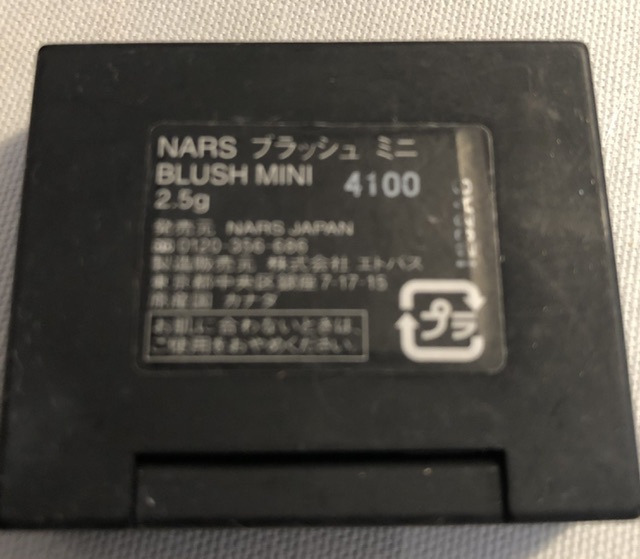 NARS ブラッシュ ミニ
BLUSH MINI 4100
2.5g
発売元 NARS JAPAN
☎0120-356-686
製造販売元 株式会社 エトバス
東京都中央区銀座7-17-15
原産国 カナダ
お肌に合わないときは、
ご使用をおやめください。
プラ